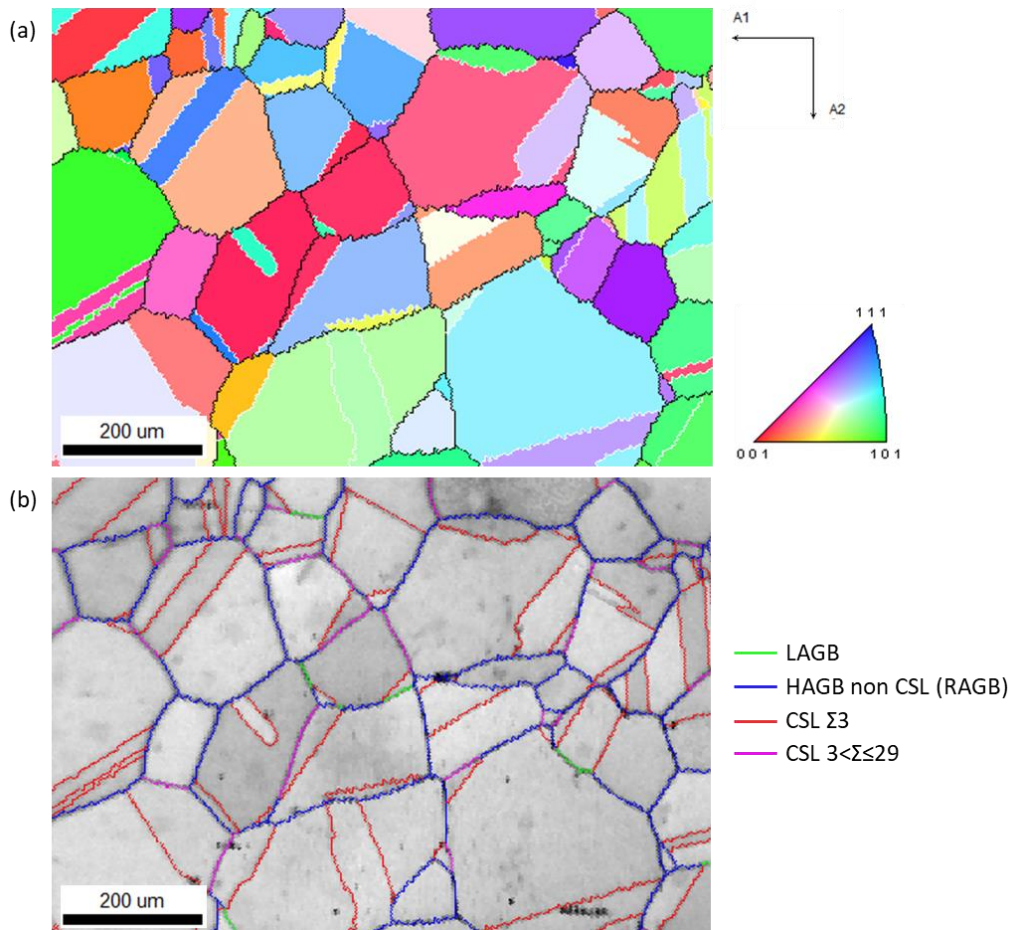 (a)
A1
A2
1 1 1
0 0 1
1 0 1
200 um
(b)
LAGB
HAGB non CSL (RAGB)
CSL Σ3
CSL 3<Σ≤29
200 um